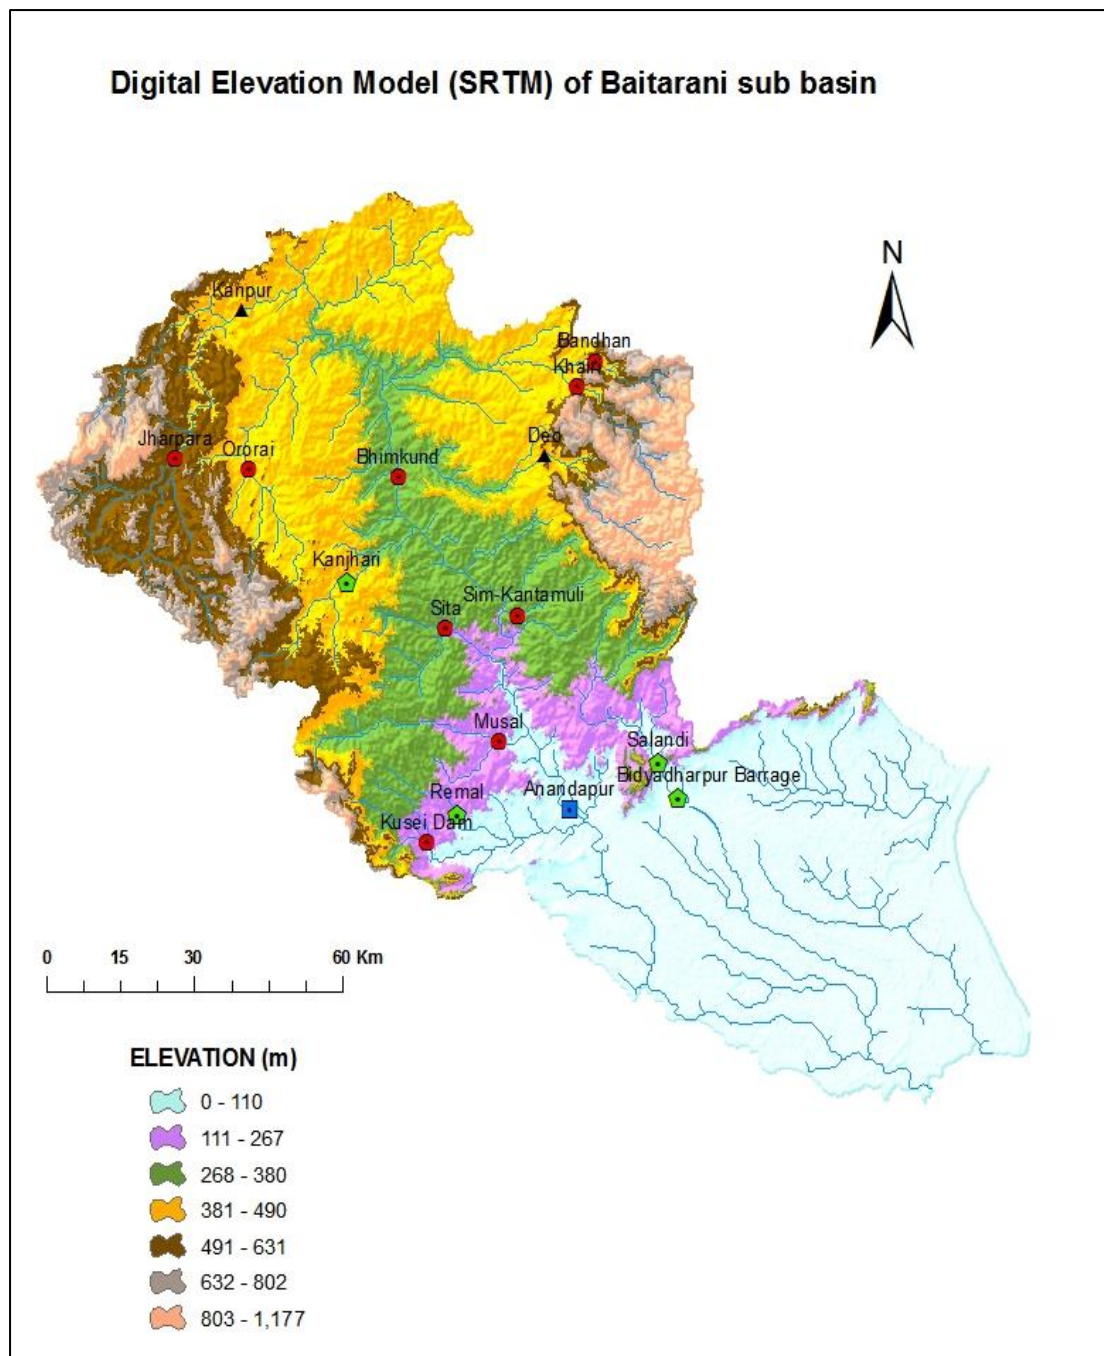 Digital Elevation Model (SRTM) of Baitarani sub basin
N
Kanpur
Bandhan
Khairi
Jharpara
Ororai
Bhimkund
Deo
Kanjhari
Sim-Kantamuli
Sita
Musal
Salandi
Remal
Anandapur
Bidyadharpur Barrage
Kusei Dam
0 15 30 60 Km
ELEVATION (m)
0 - 110
111 - 267
268 - 380
381 - 490
491 - 631
632 - 802
803 - 1,177